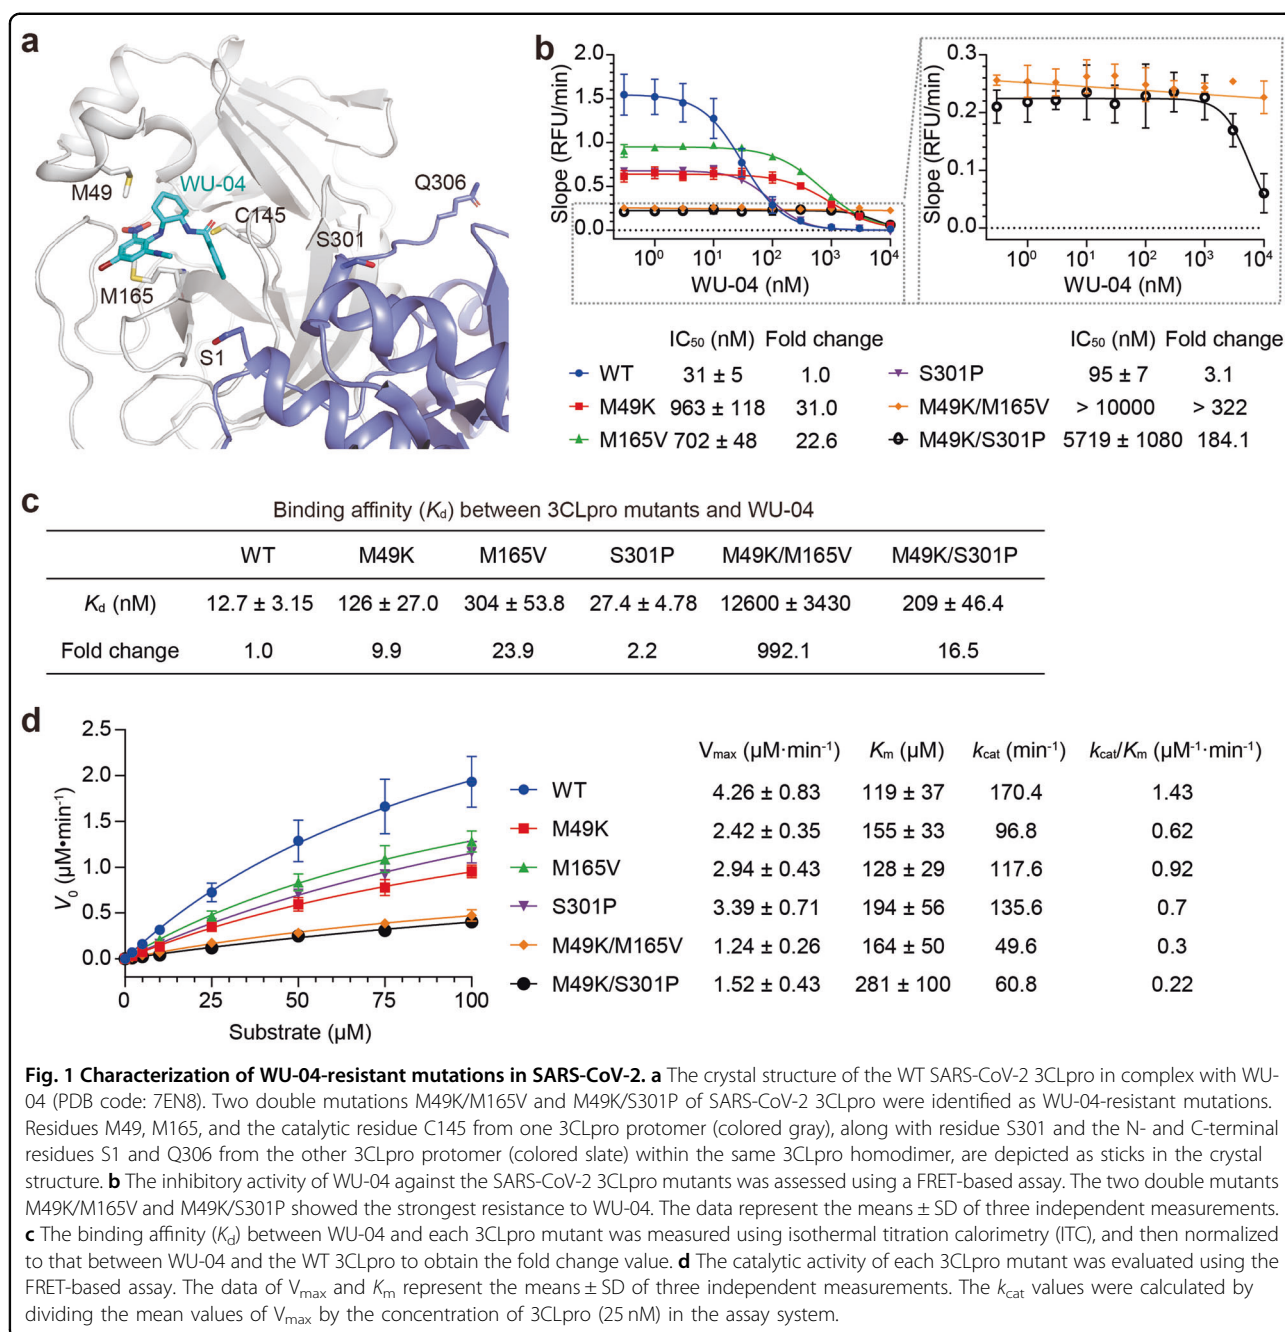 a
M49
WU-04
C145
Q306
S301
M165
S1
b
Slope (RFU/min)
2.0
1.5
1.0
0.5
0.0
10⁰ 10¹ 10² 10³ 10⁴
WU-04 (nM)
Slope (RFU/min)
0.3
0.2
0.1
0.0
10⁰ 10¹ 10² 10³ 10⁴
WU-04 (nM)
IC₅₀ (nM) Fold change
WT 31 ± 5 1.0
M49K 963 ± 118 31.0
M165V 702 ± 48 22.6
IC₅₀ (nM) Fold change
S301P 95 ± 7 3.1
M49K/M165V > 10000 > 322
M49K/S301P 5719 ± 1080 184.1
c
Binding affinity (Kd) between 3CLpro mutants and WU-04
WT M49K M165V S301P M49K/M165V M49K/S301P
Kd (nM) 12.7 ± 3.15 126 ± 27.0 304 ± 53.8 27.4 ± 4.78 12600 ± 3430 209 ± 46.4
Fold change 1.0 9.9 23.9 2.2 992.1 16.5
d
V₀ (µM•min⁻¹)
2.5
2.0
1.5
1.0
0.5
0.0
0 25 50 75 100
Substrate (µM)
Vmax (µM·min⁻¹) Km (µM) kcat (min⁻¹) kcat/Km (µM⁻¹·min⁻¹)
WT 4.26 ± 0.83 119 ± 37 170.4 1.43
M49K 2.42 ± 0.35 155 ± 33 96.8 0.62
M165V 2.94 ± 0.43 128 ± 29 117.6 0.92
S301P 3.39 ± 0.71 194 ± 56 135.6 0.7
M49K/M165V 1.24 ± 0.26 164 ± 50 49.6 0.3
M49K/S301P 1.52 ± 0.43 281 ± 100 60.8 0.22
Fig. 1 Characterization of WU-04-resistant mutations in SARS-CoV-2. a The crystal structure of the WT SARS-CoV-2 3CLpro in complex with WU-
04 (PDB code: 7EN8). Two double mutations M49K/M165V and M49K/S301P of SARS-CoV-2 3CLpro were identified as WU-04-resistant mutations.
Residues M49, M165, and the catalytic residue C145 from one 3CLpro protomer (colored gray), along with residue S301 and the N- and C-terminal
residues S1 and Q306 from the other 3CLpro protomer (colored slate) within the same 3CLpro homodimer, are depicted as sticks in the crystal
structure. b The inhibitory activity of WU-04 against the SARS-CoV-2 3CLpro mutants was assessed using a FRET-based assay. The two double mutants
M49K/M165V and M49K/S301P showed the strongest resistance to WU-04. The data represent the means ± SD of three independent measurements.
c The binding affinity (Kd) between WU-04 and each 3CLpro mutant was measured using isothermal titration calorimetry (ITC), and then normalized
to that between WU-04 and the WT 3CLpro to obtain the fold change value. d The catalytic activity of each 3CLpro mutant was evaluated using the
FRET-based assay. The data of Vmax and Km represent the means ± SD of three independent measurements. The kcat values were calculated by
dividing the mean values of Vmax by the concentration of 3CLpro (25 nM) in the assay system.